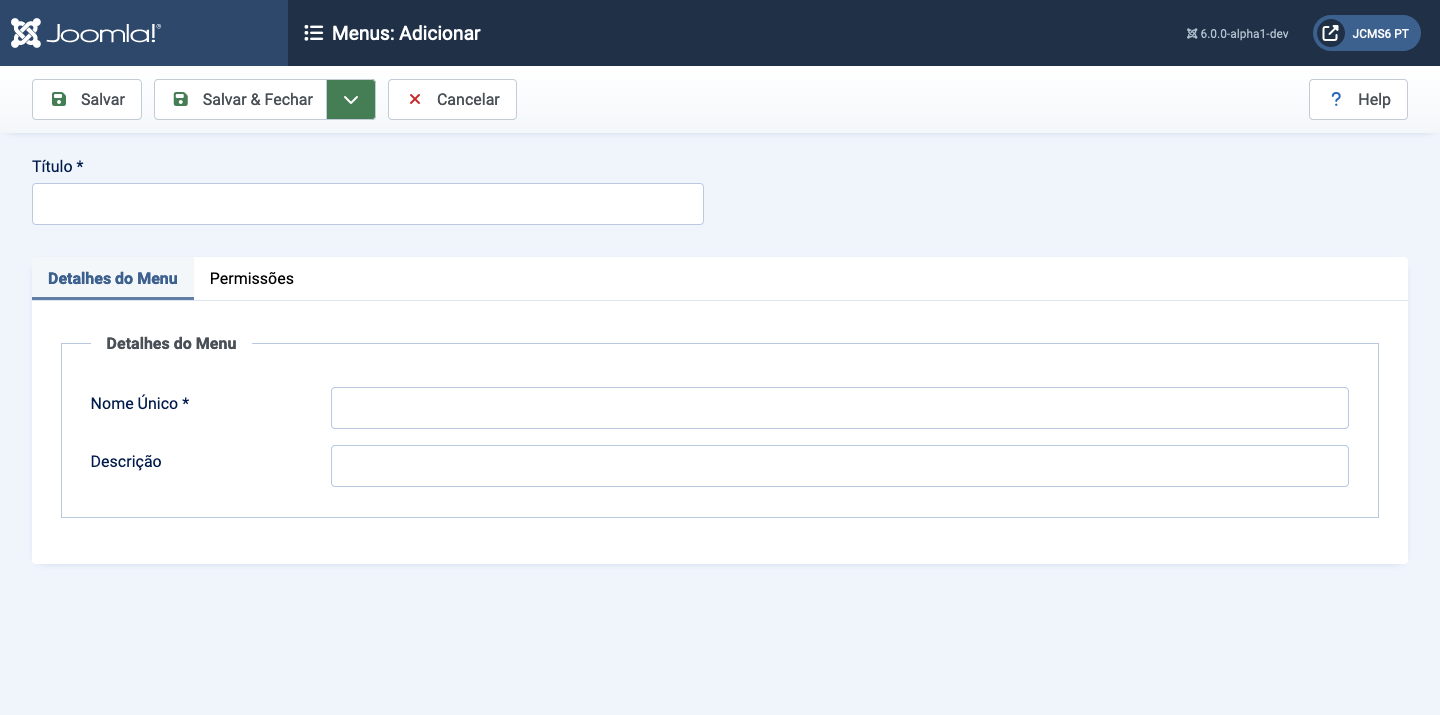 Joomla!®
Menus: Adicionar
6.0.0-alpha1-dev
JCMS6 PT
Salvar
Salvar & Fechar
Cancelar
? Help
Título *
Detalhes do Menu
Permissões
Detalhes do Menu
Nome Único *
Descrição